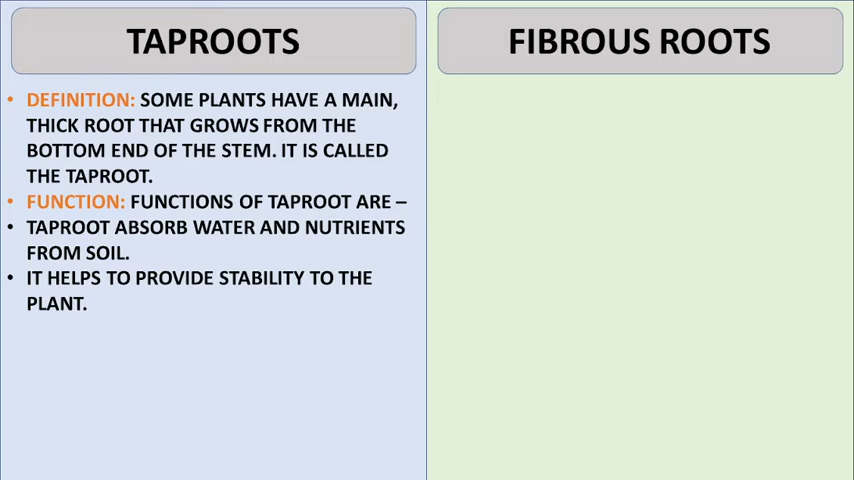 TAPROOTS
FIBROUS ROOTS
• DEFINITION: SOME PLANTS HAVE A MAIN,
THICK ROOT THAT GROWS FROM THE
BOTTOM END OF THE STEM. IT IS CALLED
THE TAPROOT.
• FUNCTION: FUNCTIONS OF TAPROOT ARE –
• TAPROOT ABSORB WATER AND NUTRIENTS
FROM SOIL.
• IT HELPS TO PROVIDE STABILITY TO THE
PLANT.